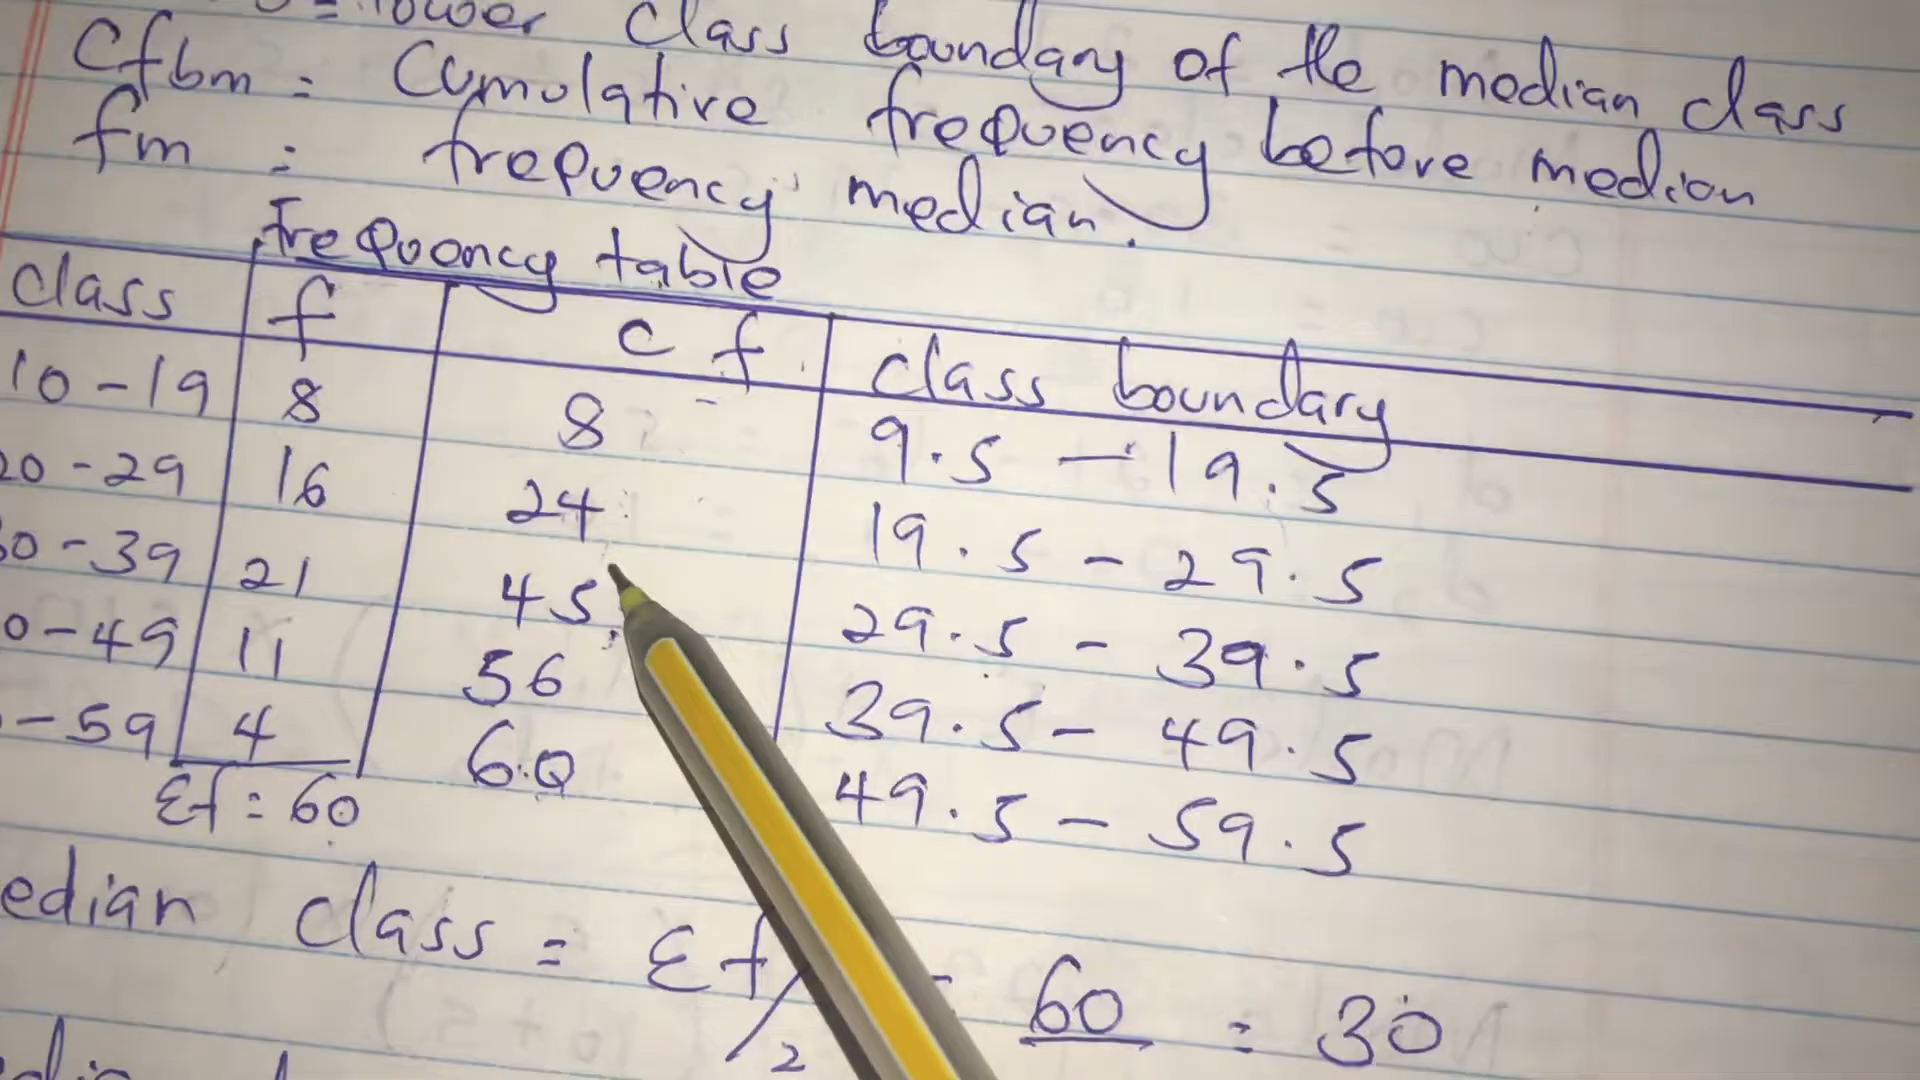 = lower class boundary of the median class
Cfbm = Cumulative frequency before median
fm = frequency median.
Frequency table
class f cf class boundary
10-19 8 8 9.5 - 19.5
20-29 16 24 19.5 - 29.5
30-39 21 45 29.5 - 39.5
0-49 11 56 39.5 - 49.5
-59 4 60 49.5 - 59.5
Σf = 60
edian class = Σf/2 = 60 = 30